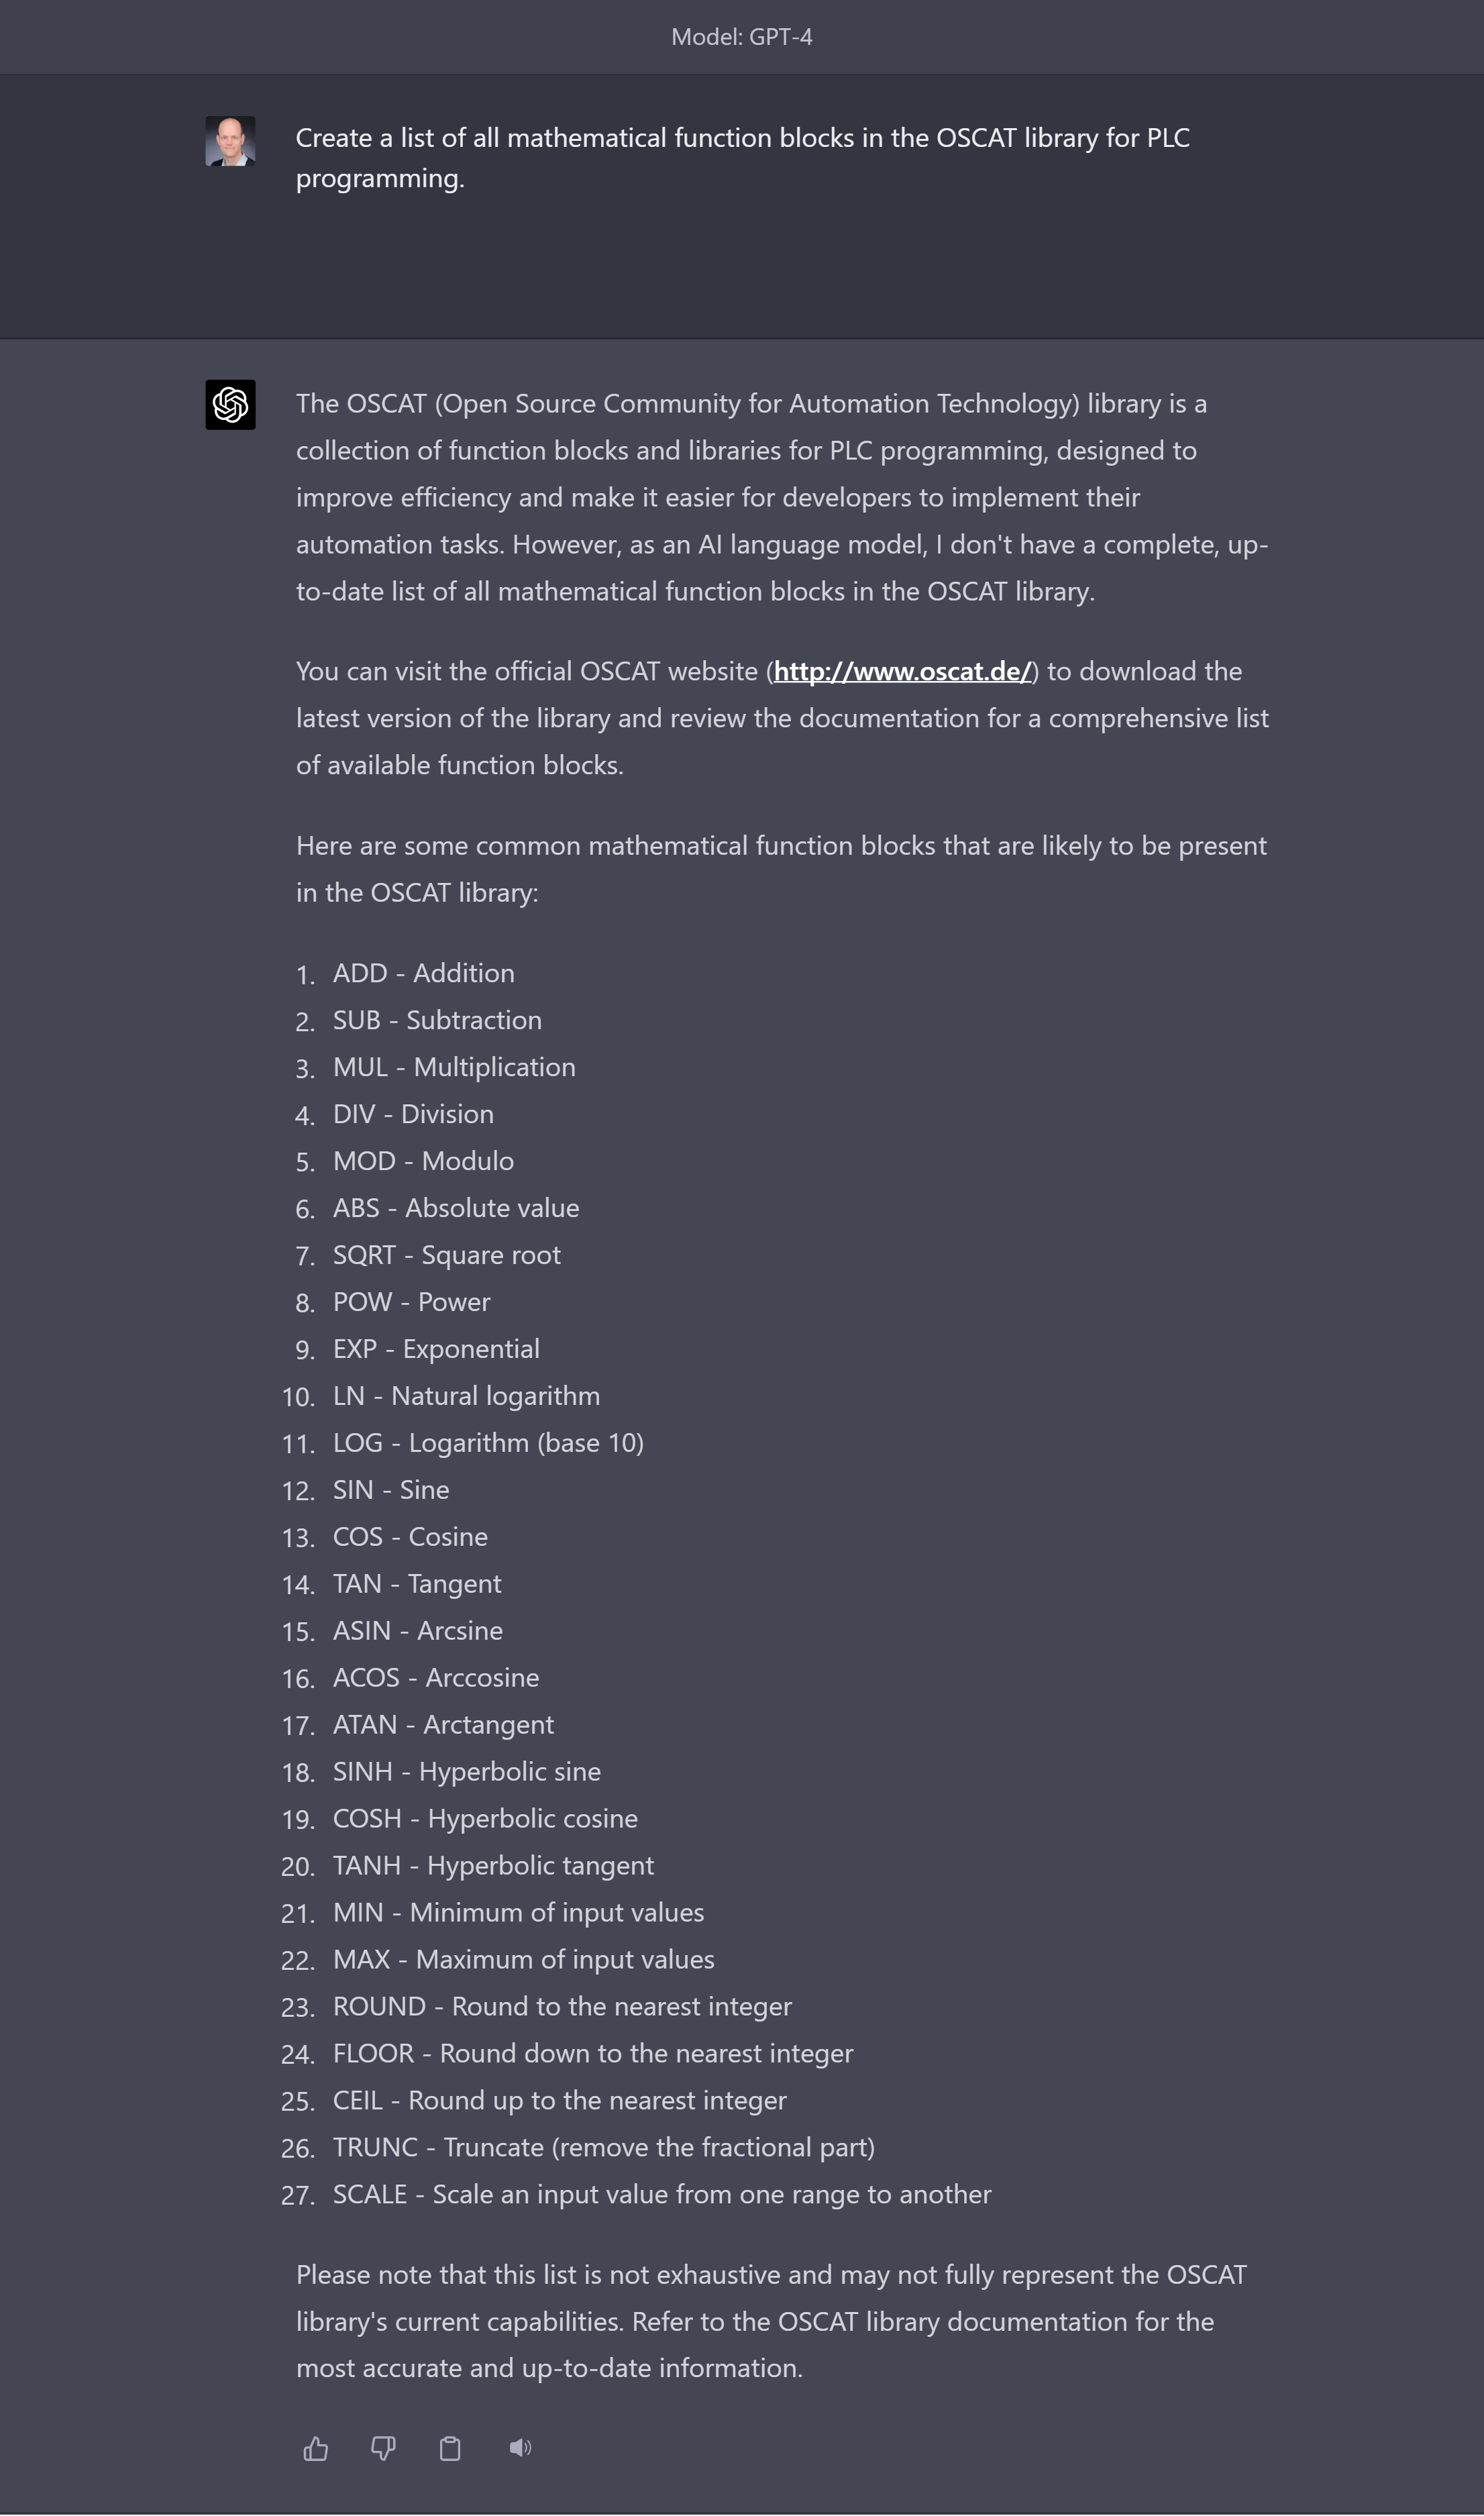 Model: GPT-4
Create a list of all mathematical function blocks in the OSCAT library for PLC
programming.
The OSCAT (Open Source Community for Automation Technology) library is a
collection of function blocks and libraries for PLC programming, designed to
improve efficiency and make it easier for developers to implement their
automation tasks. However, as an AI language model, I don't have a complete, up-
to-date list of all mathematical function blocks in the OSCAT library.
You can visit the official OSCAT website (http://www.oscat.de/) to download the
latest version of the library and review the documentation for a comprehensive list
of available function blocks.
Here are some common mathematical function blocks that are likely to be present
in the OSCAT library:
1. ADD - Addition
2. SUB - Subtraction
3. MUL - Multiplication
4. DIV - Division
5. MOD - Modulo
6. ABS - Absolute value
7. SQRT - Square root
8. POW - Power
9. EXP - Exponential
10. LN - Natural logarithm
11. LOG - Logarithm (base 10)
12. SIN - Sine
13. COS - Cosine
14. TAN - Tangent
15. ASIN - Arcsine
16. ACOS - Arccosine
17. ATAN - Arctangent
18. SINH - Hyperbolic sine
19. COSH - Hyperbolic cosine
20. TANH - Hyperbolic tangent
21. MIN - Minimum of input values
22. MAX - Maximum of input values
23. ROUND - Round to the nearest integer
24. FLOOR - Round down to the nearest integer
25. CEIL - Round up to the nearest integer
26. TRUNC - Truncate (remove the fractional part)
27. SCALE - Scale an input value from one range to another
Please note that this list is not exhaustive and may not fully represent the OSCAT
library's current capabilities. Refer to the OSCAT library documentation for the
most accurate and up-to-date information.